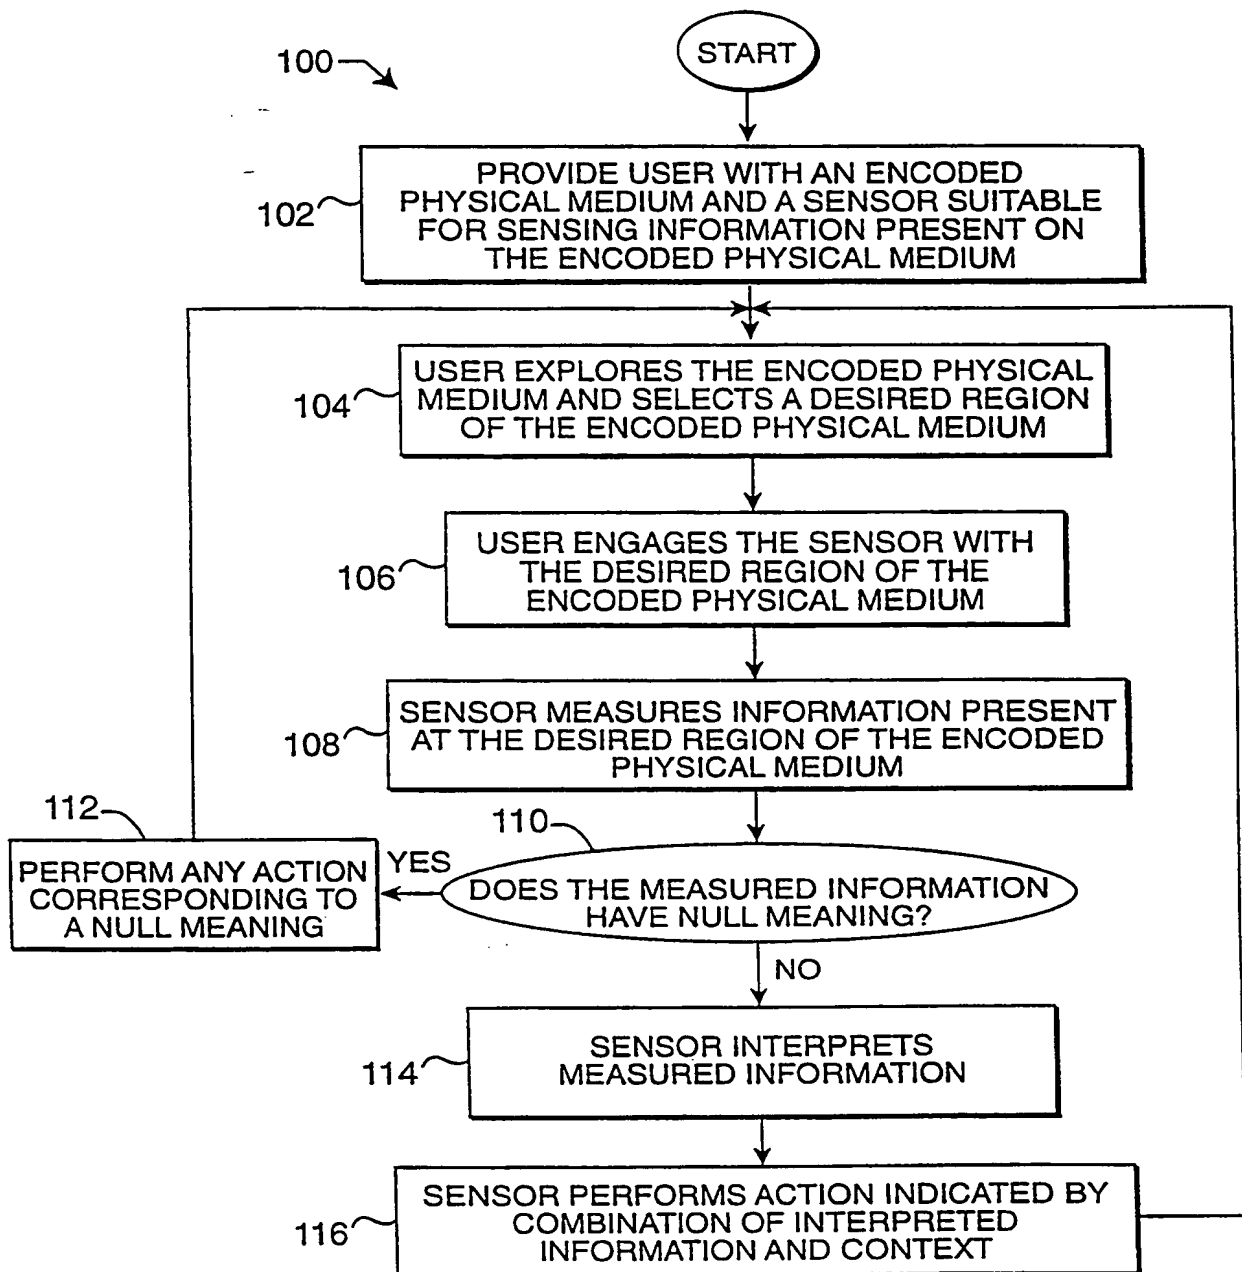 START
100
PROVIDE USER WITH AN ENCODED
PHYSICAL MEDIUM AND A SENSOR SUITABLE
FOR SENSING INFORMATION PRESENT ON
THE ENCODED PHYSICAL MEDIUM
102
USER EXPLORES THE ENCODED PHYSICAL
MEDIUM AND SELECTS A DESIRED REGION
OF THE ENCODED PHYSICAL MEDIUM
104
USER ENGAGES THE SENSOR WITH
THE DESIRED REGION OF THE
ENCODED PHYSICAL MEDIUM
106
SENSOR MEASURES INFORMATION PRESENT
AT THE DESIRED REGION OF THE ENCODED
PHYSICAL MEDIUM
108
110
DOES THE MEASURED INFORMATION
HAVE NULL MEANING?
YES
112
PERFORM ANY ACTION
CORRESPONDING TO
A NULL MEANING
NO
SENSOR INTERPRETS
MEASURED INFORMATION
114
SENSOR PERFORMS ACTION INDICATED BY
COMBINATION OF INTERPRETED
INFORMATION AND CONTEXT
116